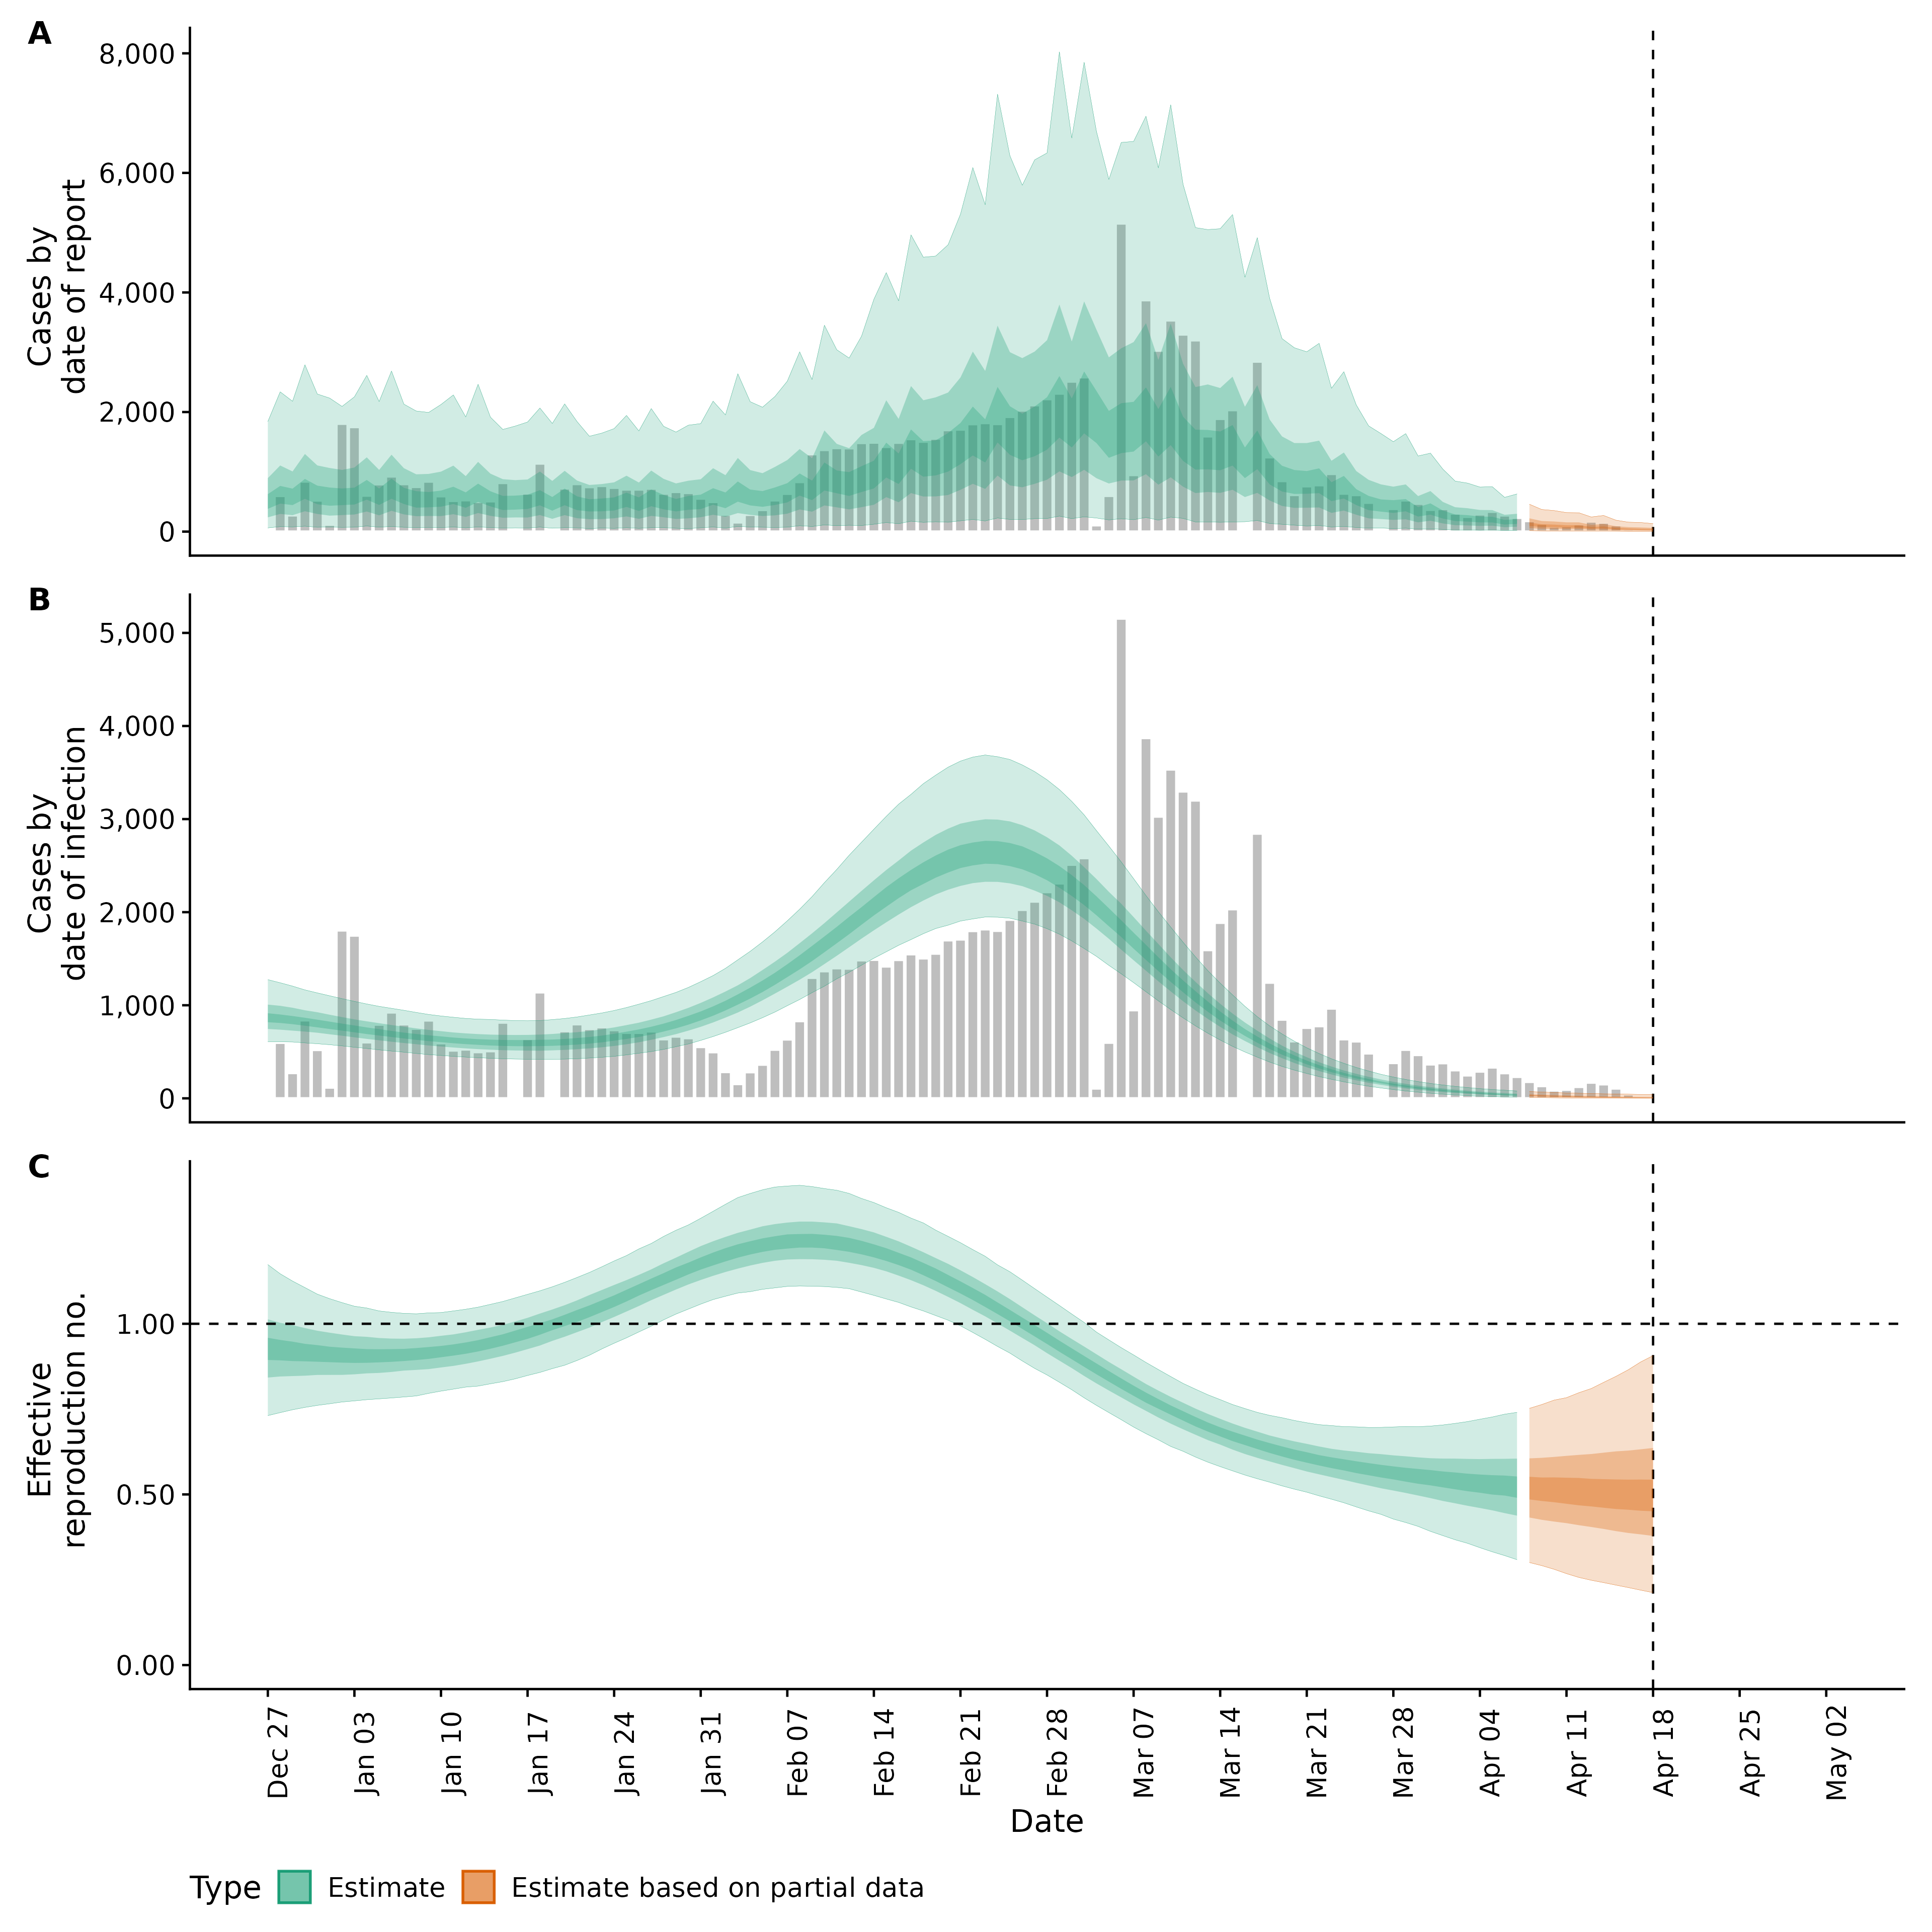 A
8,000
6,000
4,000
2,000
0
Cases by
date of report
B
5,000
4,000
3,000
2,000
1,000
0
Cases by
date of infection
C
1.00
0.50
0.00
Effective
reproduction no.
Dec 27
Jan 03
Jan 10
Jan 17
Jan 24
Jan 31
Feb 07
Feb 14
Feb 21
Feb 28
Mar 07
Mar 14
Mar 21
Mar 28
Apr 04
Apr 11
Apr 18
Apr 25
May 02
Date
Type Estimate Estimate based on partial data